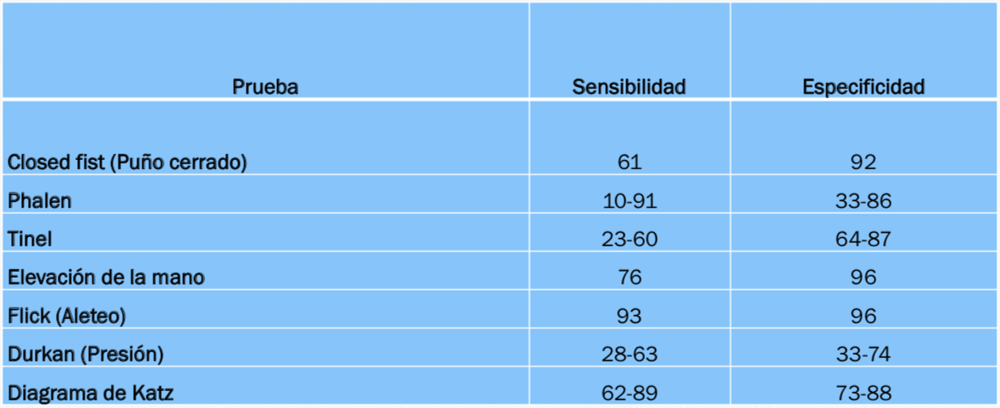 Prueba Sensibilidad Especificidad
Closed fist (Puño cerrado) 61 92
Phalen 10-91 33-86
Tinel 23-60 64-87
Elevación de la mano 76 96
Flick (Aleteo) 93 96
Durkan (Presión) 28-63 33-74
Diagrama de Katz 62-89 73-88